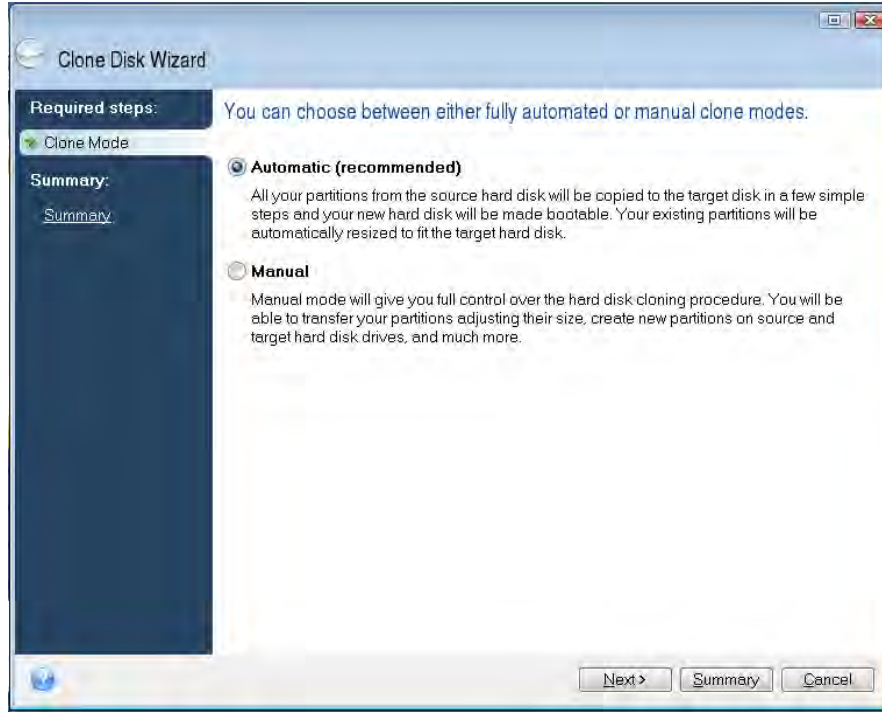 Clone Disk Wizard
Required steps:
Clone Mode
Summary:
Summary
You can choose between either fully automated or manual clone modes.
Automatic (recommended)
All your partitions from the source hard disk will be copied to the target disk in a few simple
steps and your new hard disk will be made bootable. Your existing partitions will be
automatically resized to fit the target hard disk.
Manual
Manual mode will give you full control over the hard disk cloning procedure. You will be
able to transfer your partitions adjusting their size, create new partitions on source and
target hard disk drives, and much more.
Next >
Summary
Cancel